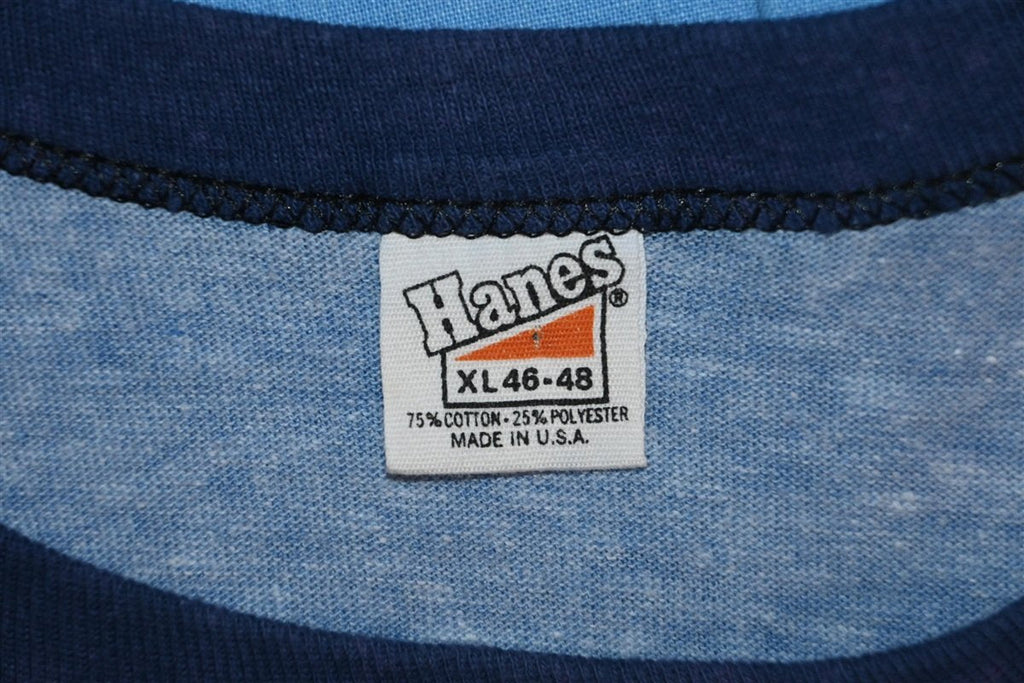 Hanes®
XL 46-48
75% COTTON • 25% POLYESTER
MADE IN U.S.A.